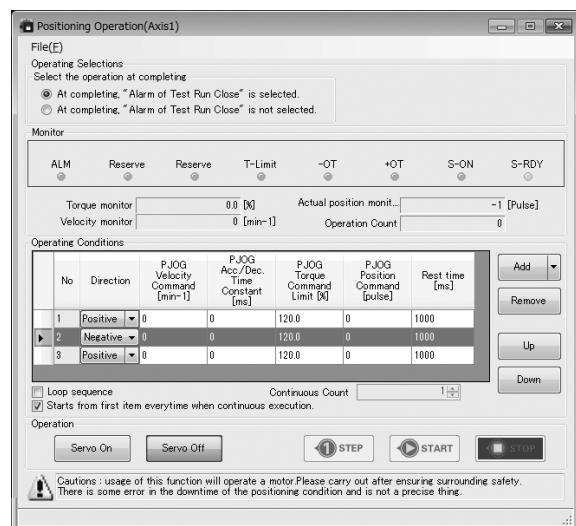 Positioning Operation(Axis1)
File(F)
Operating Selections
Select the operation at completing
At completing, "Alarm of Test Run Close" is selected.
At completing, "Alarm of Test Run Close" is not selected.
Monitor
ALM Reserve Reserve T-Limit -OT +OT S-ON S-RDY
Torque monitor 0.0 [%] Actual position monit... -1 [Pulse]
Velocity monitor 0 [min-1] Operation Count 0
Operating Conditions
No Direction PJOG Velocity Command [min-1] PJOG Acc/Dec. Time Constant [ms] PJOG Torque Command Limit [%] PJOG Position Command [pulse] Rest time [ms]
1 Positive 0 0 120.0 0 1000
2 Negative 0 0 120.0 0 1000
3 Positive 0 0 120.0 0 1000
Add
Remove
Up
Down
Loop sequence Continuous Count 1
Starts from first item everytime when continuous execution.
Operation
Servo On Servo Off 1 STEP START STOP
Cautions : usage of this function will operate a motor.Please carry out after ensuring surrounding safety.
There is some error in the downtime of the positioning condition and is not a precise thing.